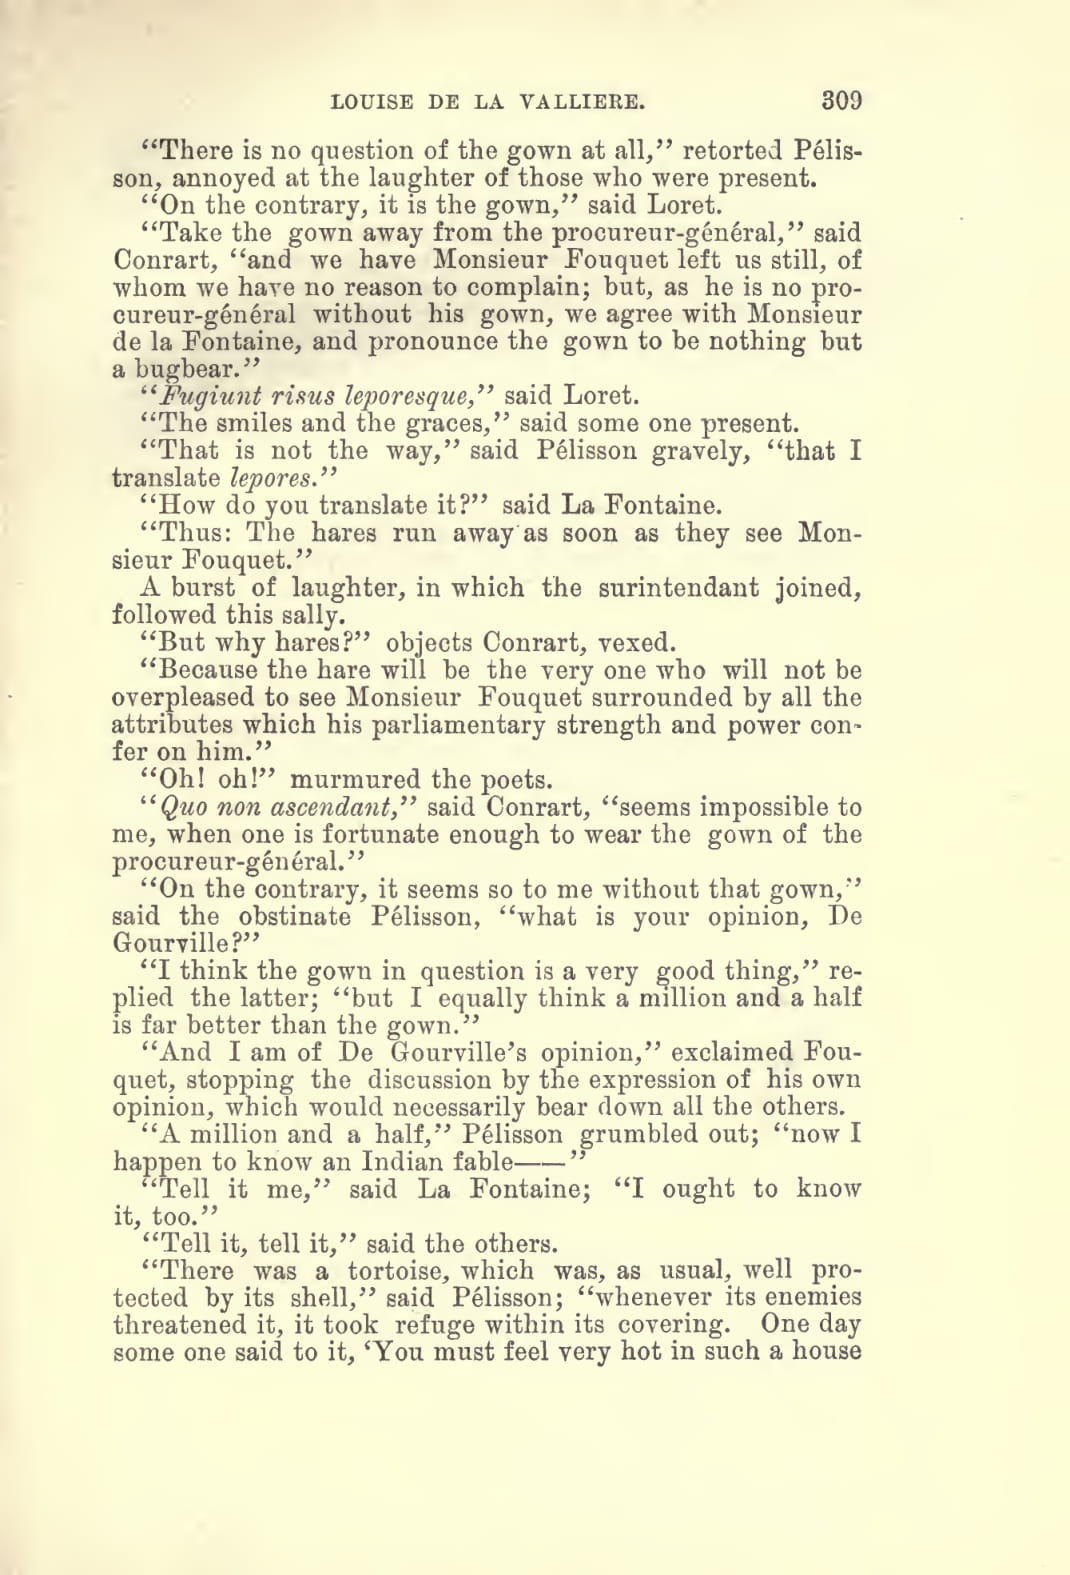 LOUISE DE LA VALLIERE. 309
“There is no question of the gown at all,” retorted Pélis-
son, annoyed at the laughter of those who were present.
“On the contrary, it is the gown,” said Loret.
“Take the gown away from the procureur-général,” said
Conrart, “and we have Monsieur Fouquet left us still, of
whom we have no reason to complain; but, as he is no pro-
cureur-général without his gown, we agree with Monsieur
de la Fontaine, and pronounce the gown to be nothing but
a bugbear.”
“Fugiunt risus leporesque,” said Loret.
“The smiles and the graces,” said some one present.
“That is not the way,” said Pélisson gravely, “that I
translate lepores.”
“How do you translate it?” said La Fontaine.
“Thus: The hares run away as soon as they see Mon-
sieur Fouquet.”
A burst of laughter, in which the surintendant joined,
followed this sally.
“But why hares?” objects Conrart, vexed.
“Because the hare will be the very one who will not be
overpleased to see Monsieur Fouquet surrounded by all the
attributes which his parliamentary strength and power con-
fer on him.”
“Oh! oh!” murmured the poets.
“Quo non ascendant,” said Conrart, “seems impossible to
me, when one is fortunate enough to wear the gown of the
procureur-général.”
“On the contrary, it seems so to me without that gown,”
said the obstinate Pélisson, “what is your opinion, De
Gourville?”
“I think the gown in question is a very good thing,” re-
plied the latter; “but I equally think a million and a half
is far better than the gown.”
“And I am of De Gourville’s opinion,” exclaimed Fou-
quet, stopping the discussion by the expression of his own
opinion, which would necessarily bear down all the others.
“A million and a half,” Pélisson grumbled out; “now I
happen to know an Indian fable——”
“Tell it me,” said La Fontaine; “I ought to know
it, too.”
“Tell it, tell it,” said the others.
“There was a tortoise, which was, as usual, well pro-
tected by its shell,” said Pélisson; “whenever its enemies
threatened it, it took refuge within its covering. One day
some one said to it, ‘You must feel very hot in such a house